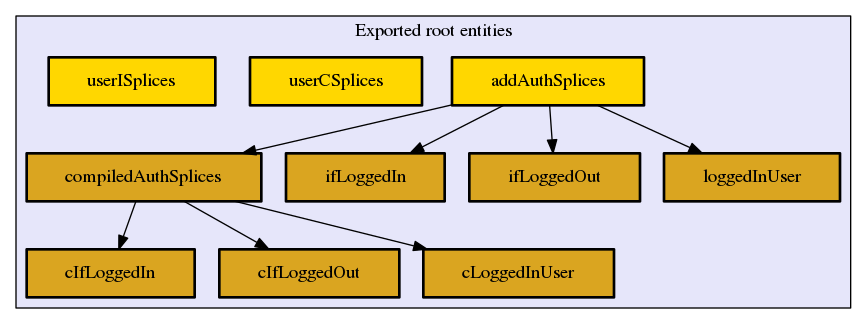 Exported root entities
userISplices
userCSplices
addAuthSplices
compiledAuthSplices
ifLoggedIn
ifLoggedOut
loggedInUser
cIfLoggedIn
cIfLoggedOut
cLoggedInUser